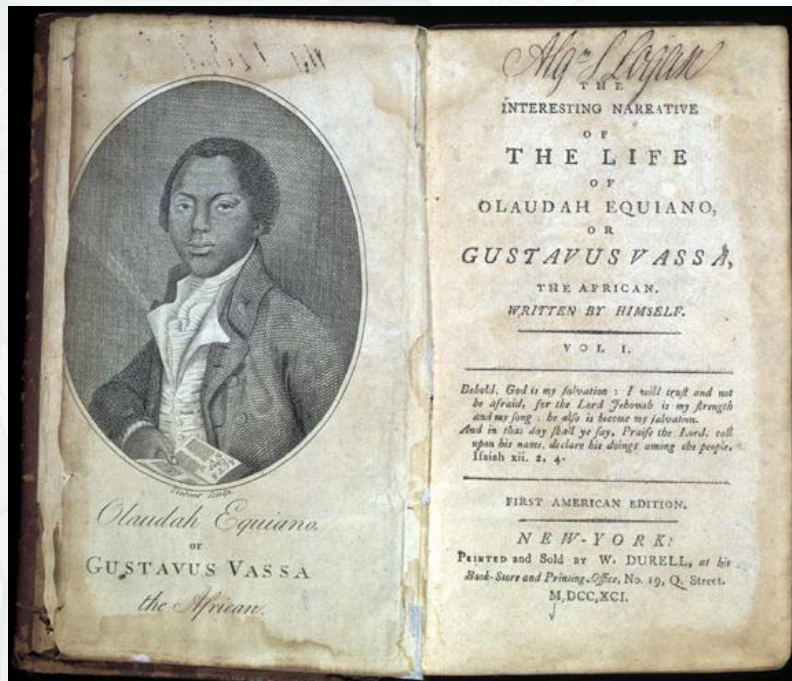 Olaudah Equiano,
or
GUSTAVUS VASSA
the African.
Algn S Logan
THE
INTERESTING NARRATIVE
OF
THE LIFE
OF
OLAUDAH EQUIANO,
OR
GUSTAVUS VASSA,
THE AFRICAN.
WRITTEN BY HIMSELF.
VOL I.
Behold, God is my ſalvation : I will truſt and not
be afraid, for the Lord Jehovah is my ſtrength
and my ſong ; he alſo is become my ſalvation.
And in that day ſhall ye ſay, Praiſe the Lord, call
upon his name, declare his doings among the people.
Iſaiah xii. 2, 4.
FIRST AMERICAN EDITION.
NEW-YORK:
PRINTED and Sold BY W. DURELL, at his
Book-Store and Printing-Office, No. 19, Q. Street.
M,DCC,XCI.